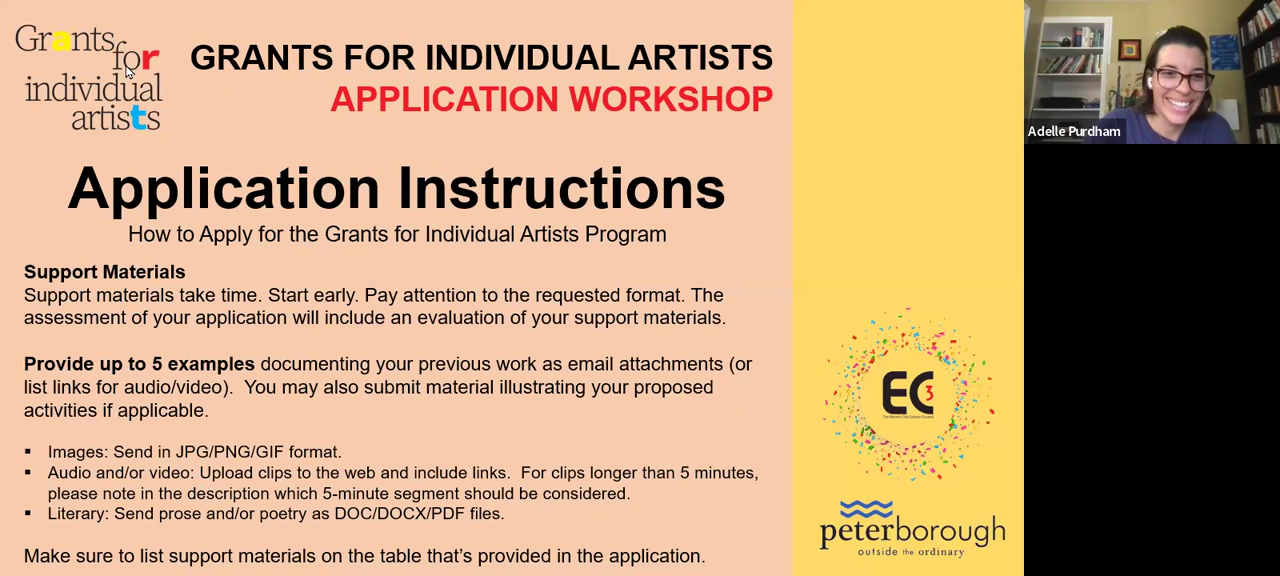 Grants
for
individual
artists
GRANTS FOR INDIVIDUAL ARTISTS
APPLICATION WORKSHOP
Adelle Purdham
Application Instructions
How to Apply for the Grants for Individual Artists Program
Support Materials
Support materials take time. Start early. Pay attention to the requested format. The
assessment of your application will include an evaluation of your support materials.
Provide up to 5 examples documenting your previous work as email attachments (or
list links for audio/video). You may also submit material illustrating your proposed
activities if applicable.
▪ Images: Send in JPG/PNG/GIF format.
▪ Audio and/or video: Upload clips to the web and include links. For clips longer than 5 minutes,
please note in the description which 5-minute segment should be considered.
▪ Literary: Send prose and/or poetry as DOC/DOCX/PDF files.
Make sure to list support materials on the table that's provided in the application.
EC3
peterborough
outside the ordinary